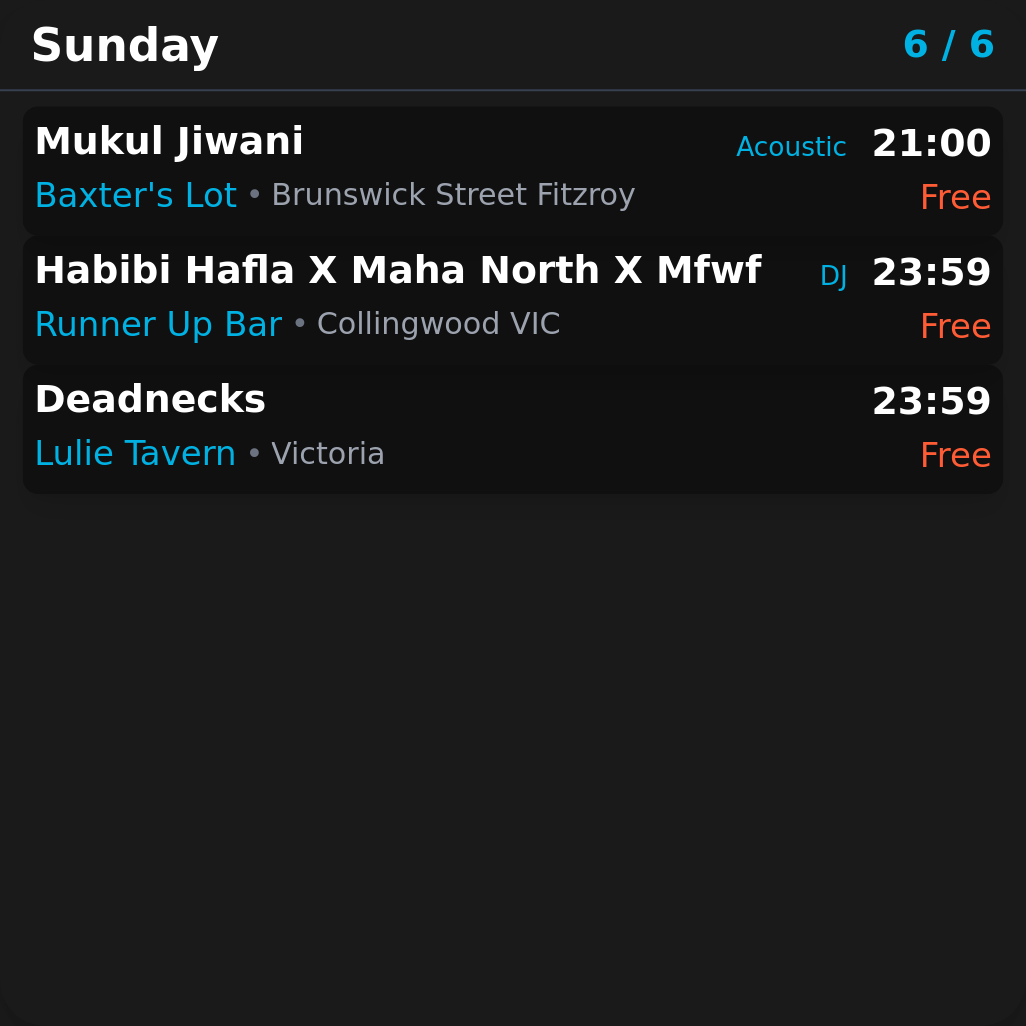 Sunday 6 / 6
Mukul Jiwani Acoustic 21:00
Baxter's Lot • Brunswick Street Fitzroy Free
Habibi Hafla X Maha North X Mfwf DJ 23:59
Runner Up Bar • Collingwood VIC Free
Deadnecks 23:59
Lulie Tavern • Victoria Free